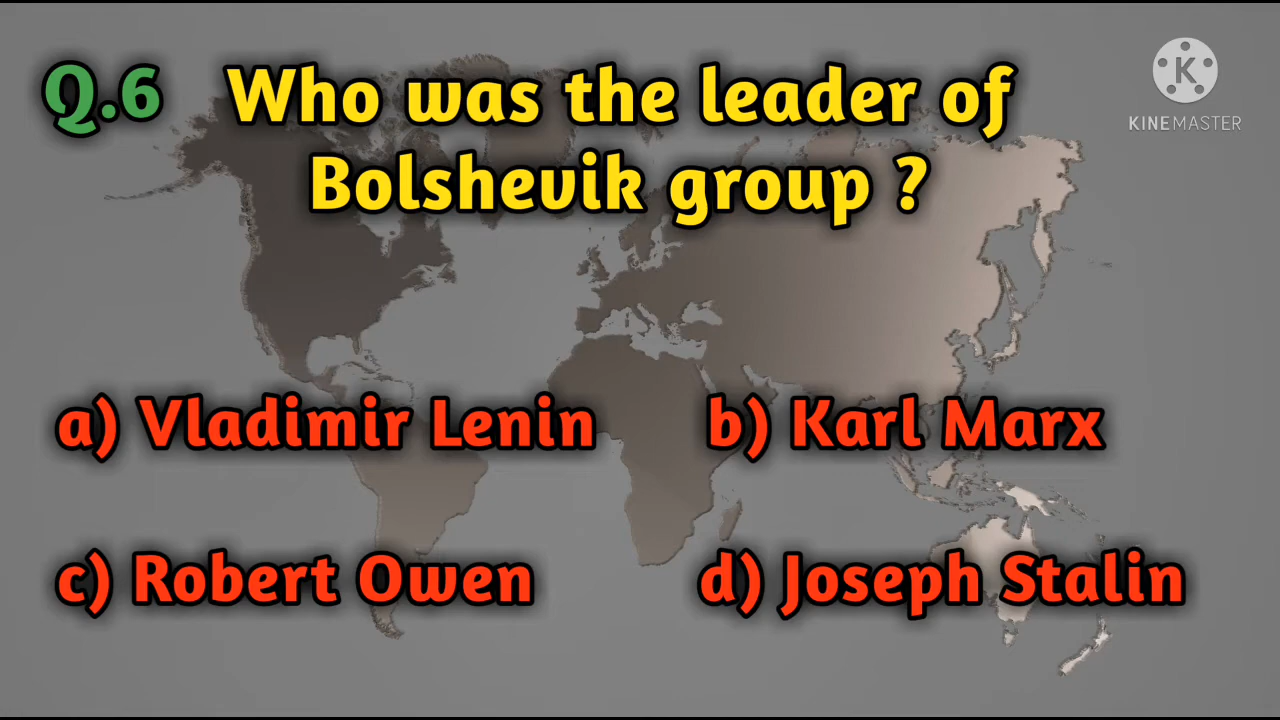 Q.6 Who was the leader of
Bolshevik group ?
K
KINEMASTER
a) Vladimir Lenin b) Karl Marx
c) Robert Owen d) Joseph Stalin